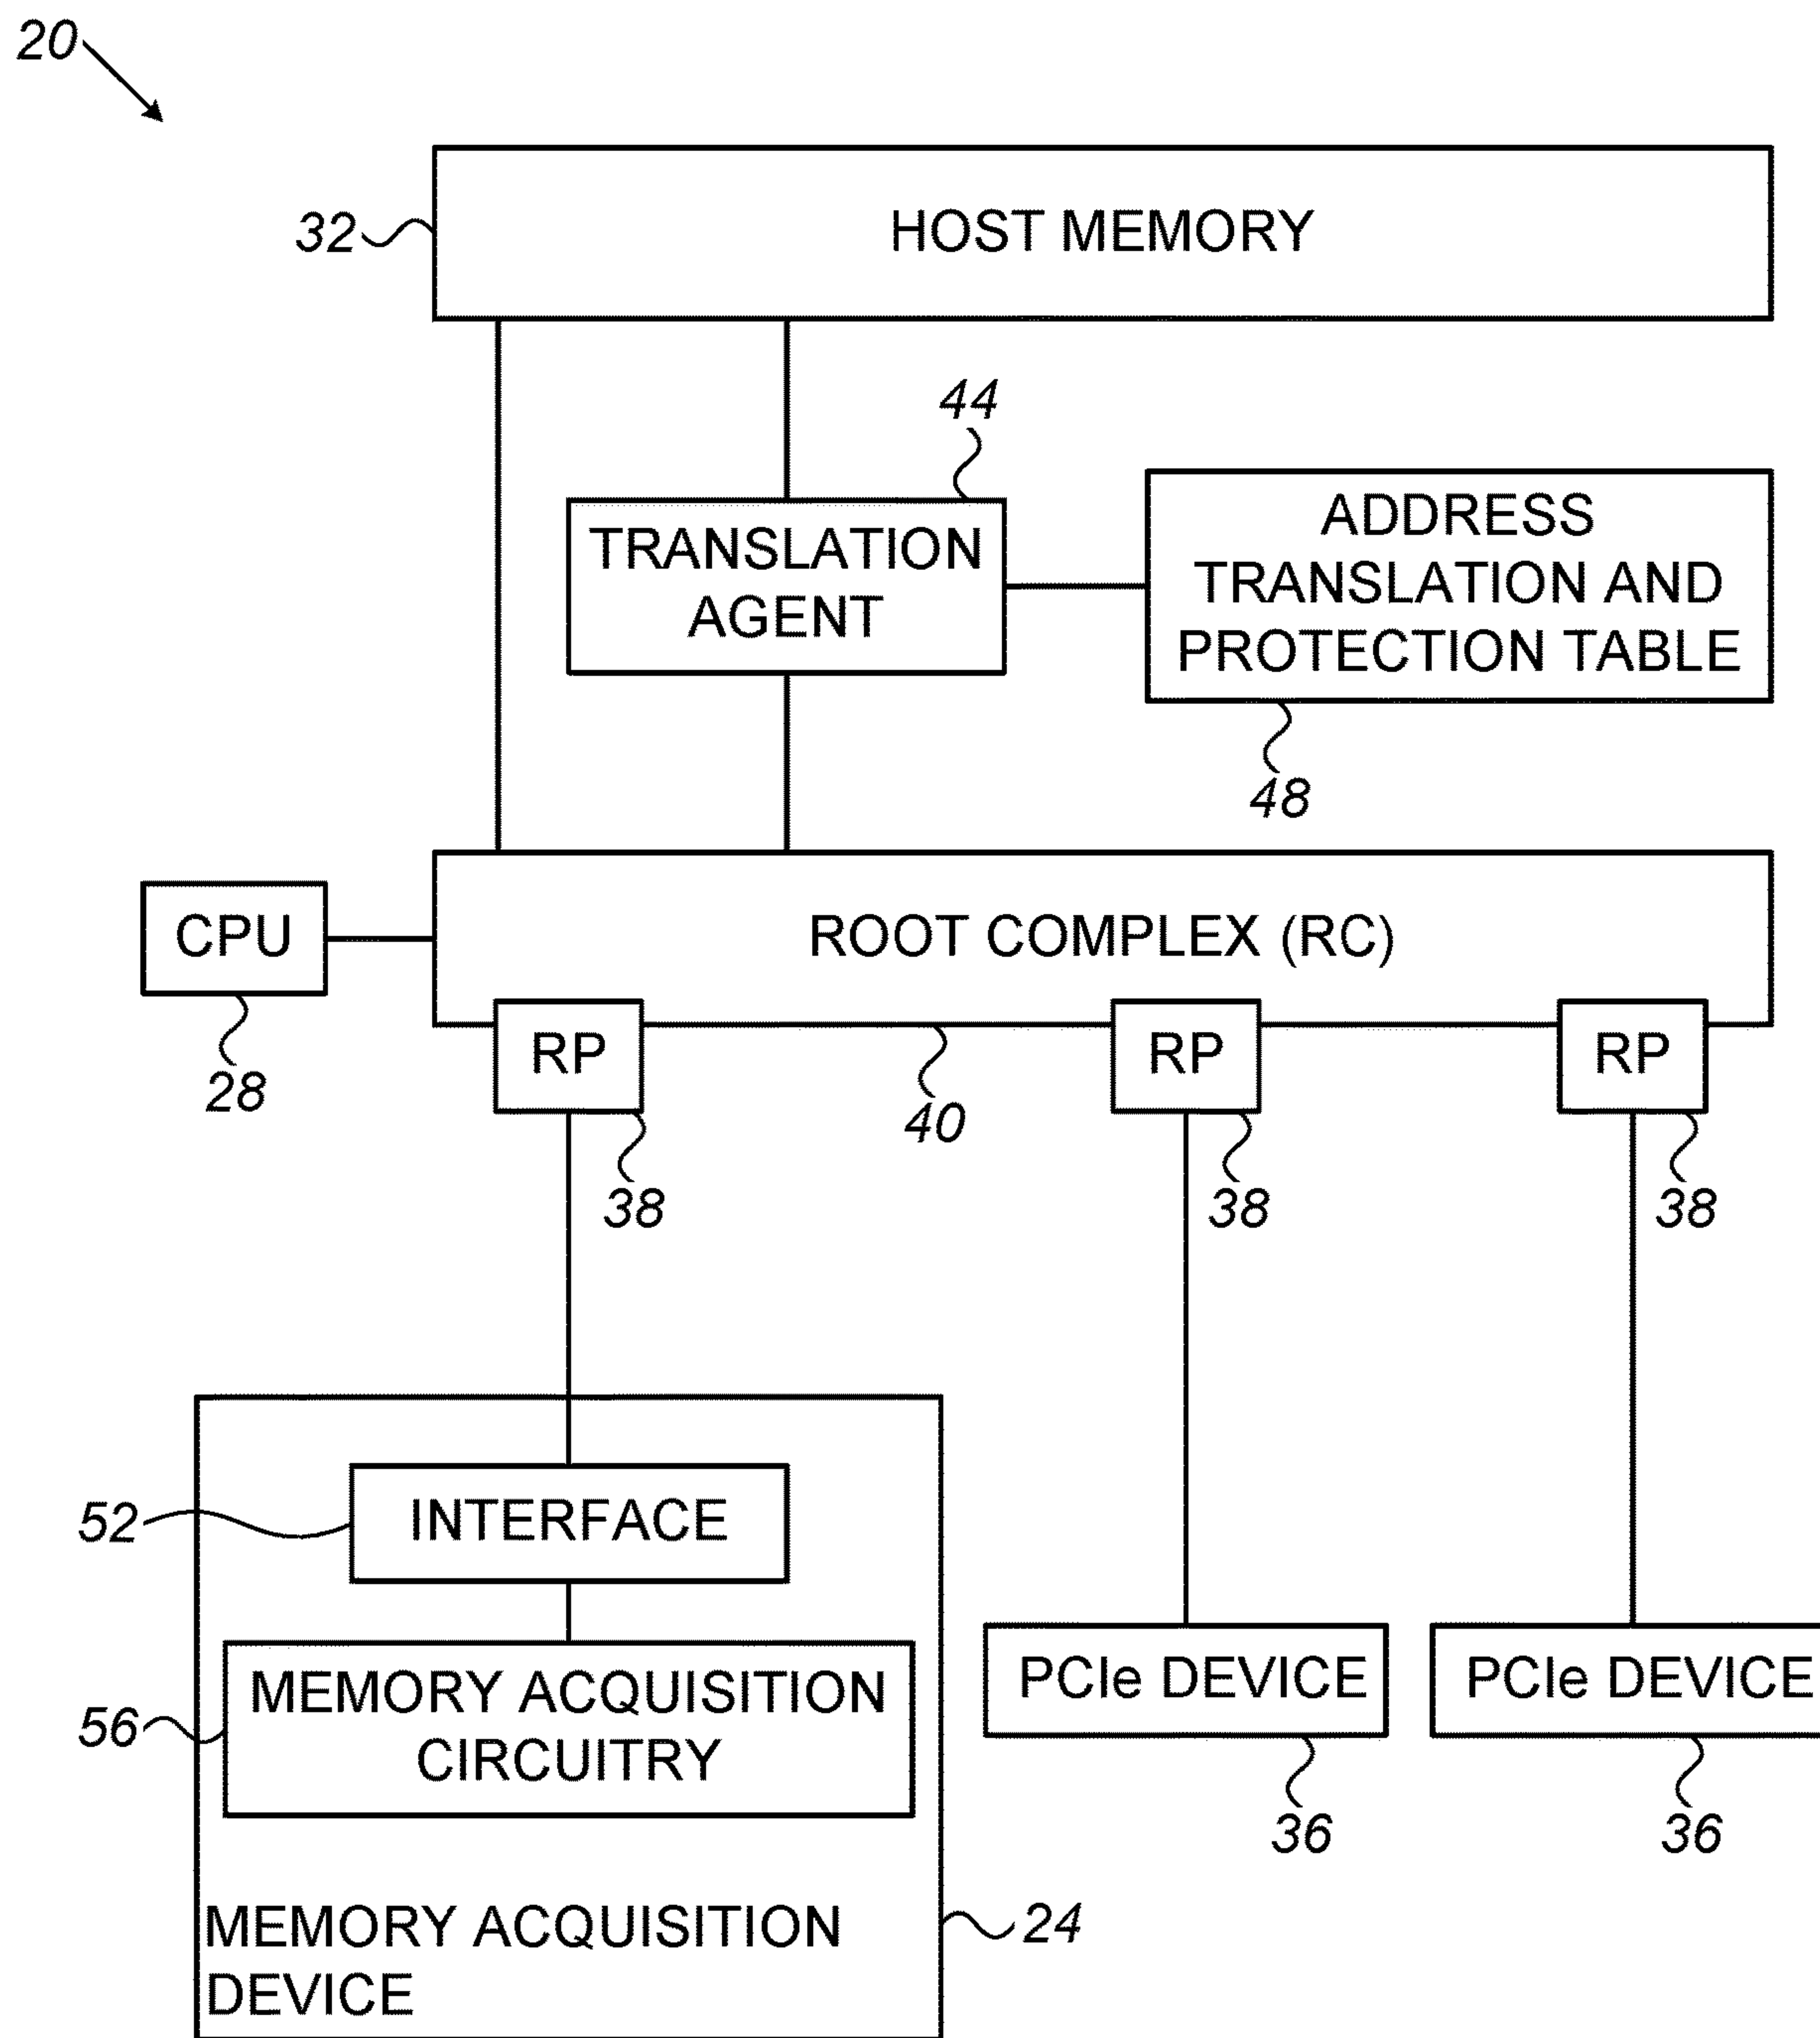 20
32
HOST MEMORY
44
TRANSLATION
AGENT
ADDRESS
TRANSLATION AND
PROTECTION TABLE
48
CPU
28
ROOT COMPLEX (RC)
RP
RP
RP
40
38
38
38
52
INTERFACE
56
MEMORY ACQUISITION
CIRCUITRY
PCIe DEVICE
PCIe DEVICE
36
36
MEMORY ACQUISITION
DEVICE
24